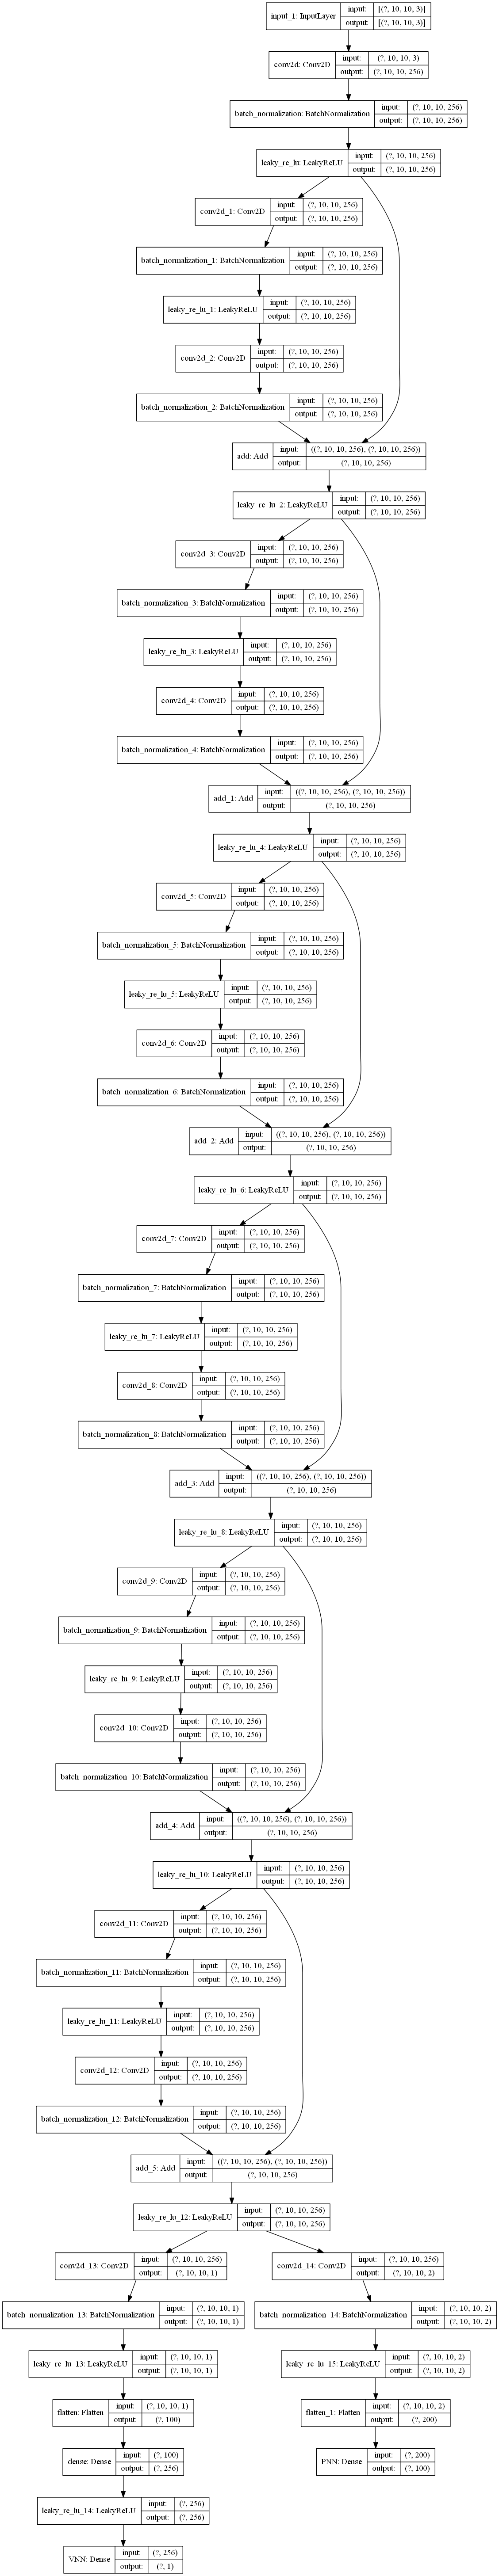 input_1: InputLayer
input: [(?, 10, 10, 3)]
output: [(?, 10, 10, 3)]
conv2d: Conv2D
input: (?, 10, 10, 3)
output: (?, 10, 10, 256)
batch_normalization: BatchNormalization
input: (?, 10, 10, 256)
output: (?, 10, 10, 256)
leaky_re_lu: LeakyReLU
input: (?, 10, 10, 256)
output: (?, 10, 10, 256)
conv2d_1: Conv2D
input: (?, 10, 10, 256)
output: (?, 10, 10, 256)
batch_normalization_1: BatchNormalization
input: (?, 10, 10, 256)
output: (?, 10, 10, 256)
leaky_re_lu_1: LeakyReLU
input: (?, 10, 10, 256)
output: (?, 10, 10, 256)
conv2d_2: Conv2D
input: (?, 10, 10, 256)
output: (?, 10, 10, 256)
batch_normalization_2: BatchNormalization
input: (?, 10, 10, 256)
output: (?, 10, 10, 256)
add: Add
input: ((?, 10, 10, 256), (?, 10, 10, 256))
output: (?, 10, 10, 256)
leaky_re_lu_2: LeakyReLU
input: (?, 10, 10, 256)
output: (?, 10, 10, 256)
conv2d_3: Conv2D
input: (?, 10, 10, 256)
output: (?, 10, 10, 256)
batch_normalization_3: BatchNormalization
input: (?, 10, 10, 256)
output: (?, 10, 10, 256)
leaky_re_lu_3: LeakyReLU
input: (?, 10, 10, 256)
output: (?, 10, 10, 256)
conv2d_4: Conv2D
input: (?, 10, 10, 256)
output: (?, 10, 10, 256)
batch_normalization_4: BatchNormalization
input: (?, 10, 10, 256)
output: (?, 10, 10, 256)
add_1: Add
input: ((?, 10, 10, 256), (?, 10, 10, 256))
output: (?, 10, 10, 256)
leaky_re_lu_4: LeakyReLU
input: (?, 10, 10, 256)
output: (?, 10, 10, 256)
conv2d_5: Conv2D
input: (?, 10, 10, 256)
output: (?, 10, 10, 256)
batch_normalization_5: BatchNormalization
input: (?, 10, 10, 256)
output: (?, 10, 10, 256)
leaky_re_lu_5: LeakyReLU
input: (?, 10, 10, 256)
output: (?, 10, 10, 256)
conv2d_6: Conv2D
input: (?, 10, 10, 256)
output: (?, 10, 10, 256)
batch_normalization_6: BatchNormalization
input: (?, 10, 10, 256)
output: (?, 10, 10, 256)
add_2: Add
input: ((?, 10, 10, 256), (?, 10, 10, 256))
output: (?, 10, 10, 256)
leaky_re_lu_6: LeakyReLU
input: (?, 10, 10, 256)
output: (?, 10, 10, 256)
conv2d_7: Conv2D
input: (?, 10, 10, 256)
output: (?, 10, 10, 256)
batch_normalization_7: BatchNormalization
input: (?, 10, 10, 256)
output: (?, 10, 10, 256)
leaky_re_lu_7: LeakyReLU
input: (?, 10, 10, 256)
output: (?, 10, 10, 256)
conv2d_8: Conv2D
input: (?, 10, 10, 256)
output: (?, 10, 10, 256)
batch_normalization_8: BatchNormalization
input: (?, 10, 10, 256)
output: (?, 10, 10, 256)
add_3: Add
input: ((?, 10, 10, 256), (?, 10, 10, 256))
output: (?, 10, 10, 256)
leaky_re_lu_8: LeakyReLU
input: (?, 10, 10, 256)
output: (?, 10, 10, 256)
conv2d_9: Conv2D
input: (?, 10, 10, 256)
output: (?, 10, 10, 256)
batch_normalization_9: BatchNormalization
input: (?, 10, 10, 256)
output: (?, 10, 10, 256)
leaky_re_lu_9: LeakyReLU
input: (?, 10, 10, 256)
output: (?, 10, 10, 256)
conv2d_10: Conv2D
input: (?, 10, 10, 256)
output: (?, 10, 10, 256)
batch_normalization_10: BatchNormalization
input: (?, 10, 10, 256)
output: (?, 10, 10, 256)
add_4: Add
input: ((?, 10, 10, 256), (?, 10, 10, 256))
output: (?, 10, 10, 256)
leaky_re_lu_10: LeakyReLU
input: (?, 10, 10, 256)
output: (?, 10, 10, 256)
conv2d_11: Conv2D
input: (?, 10, 10, 256)
output: (?, 10, 10, 256)
batch_normalization_11: BatchNormalization
input: (?, 10, 10, 256)
output: (?, 10, 10, 256)
leaky_re_lu_11: LeakyReLU
input: (?, 10, 10, 256)
output: (?, 10, 10, 256)
conv2d_12: Conv2D
input: (?, 10, 10, 256)
output: (?, 10, 10, 256)
batch_normalization_12: BatchNormalization
input: (?, 10, 10, 256)
output: (?, 10, 10, 256)
add_5: Add
input: ((?, 10, 10, 256), (?, 10, 10, 256))
output: (?, 10, 10, 256)
leaky_re_lu_12: LeakyReLU
input: (?, 10, 10, 256)
output: (?, 10, 10, 256)
conv2d_13: Conv2D
input: (?, 10, 10, 256)
output: (?, 10, 10, 1)
conv2d_14: Conv2D
input: (?, 10, 10, 256)
output: (?, 10, 10, 2)
batch_normalization_13: BatchNormalization
input: (?, 10, 10, 1)
output: (?, 10, 10, 1)
batch_normalization_14: BatchNormalization
input: (?, 10, 10, 2)
output: (?, 10, 10, 2)
leaky_re_lu_13: LeakyReLU
input: (?, 10, 10, 1)
output: (?, 10, 10, 1)
leaky_re_lu_15: LeakyReLU
input: (?, 10, 10, 2)
output: (?, 10, 10, 2)
flatten: Flatten
input: (?, 10, 10, 1)
output: (?, 100)
flatten_1: Flatten
input: (?, 10, 10, 2)
output: (?, 200)
dense: Dense
input: (?, 100)
output: (?, 256)
PNN: Dense
input: (?, 200)
output: (?, 100)
leaky_re_lu_14: LeakyReLU
input: (?, 256)
output: (?, 256)
VNN: Dense
input: (?, 256)
output: (?, 1)